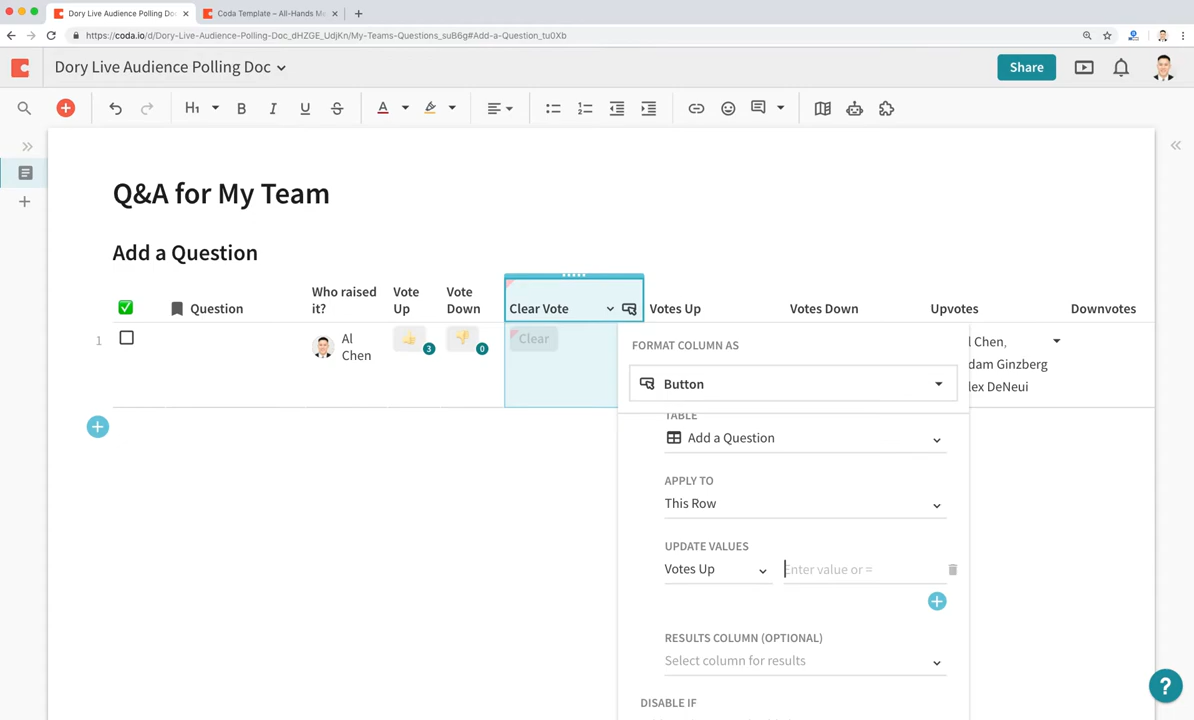 Dory Live Audience Polling Doc
Coda Template – All-Hands M
https://coda.io/d/Dory-Live-Audience-Polling-Doc_dHZGE_UdjKn/My-Teams-Questions_suB6g#Add-a-Question_tu0Xb
Dory Live Audience Polling Doc
Share
H1 B I U S A
Q&A for My Team
Add a Question
Question
Who raised it?
Vote Up
Vote Down
Clear Vote
Votes Up
Votes Down
Upvotes
Downvotes
1
Al Chen
3
0
Clear
l Chen,
dam Ginzberg
lex DeNeui
FORMAT COLUMN AS
Button
TABLE
Add a Question
APPLY TO
This Row
UPDATE VALUES
Votes Up
Enter value or =
RESULTS COLUMN (OPTIONAL)
Select column for results
DISABLE IF
?